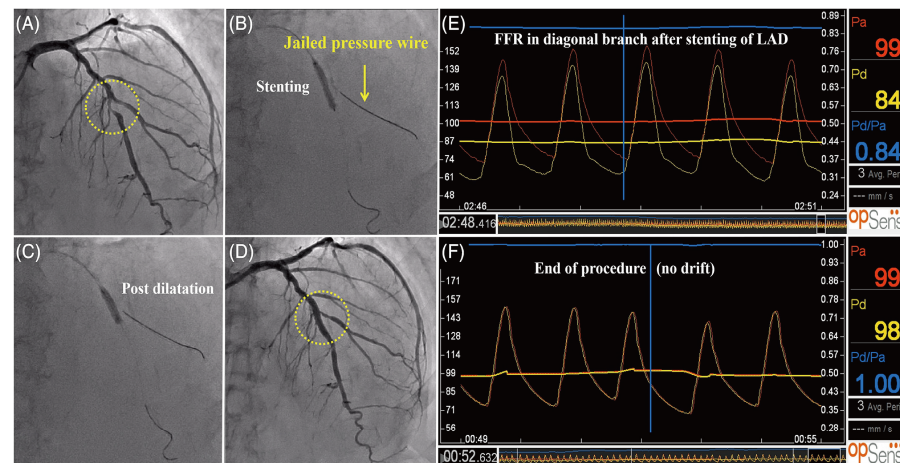 (A)
(B)
Jailed pressure wire
Stenting
(C)
Post dilatation
(D)
(E)
FFR in diagonal branch after stenting of LAD
152
139
126
113
100
87
74
61
48
0.89
0.83
0.76
0.70
0.63
0.57
0.50
0.44
0.37
0.31
0.24
02:46
02:51
02:48.416
Pa
99
Pd
84
Pd/Pa
0.84
3 Avg. Per
--- mm / s
opSens
(F)
End of procedure (no drift)
171
157
143
128
114
99
85
71
56
1.00
0.92
0.85
0.78
0.71
0.64
0.57
0.50
0.43
0.35
0.28
00:49
00:55
00:52.632
Pa
99
Pd
98
Pd/Pa
1.00
3 Avg. Per
--- mm / s
opSens